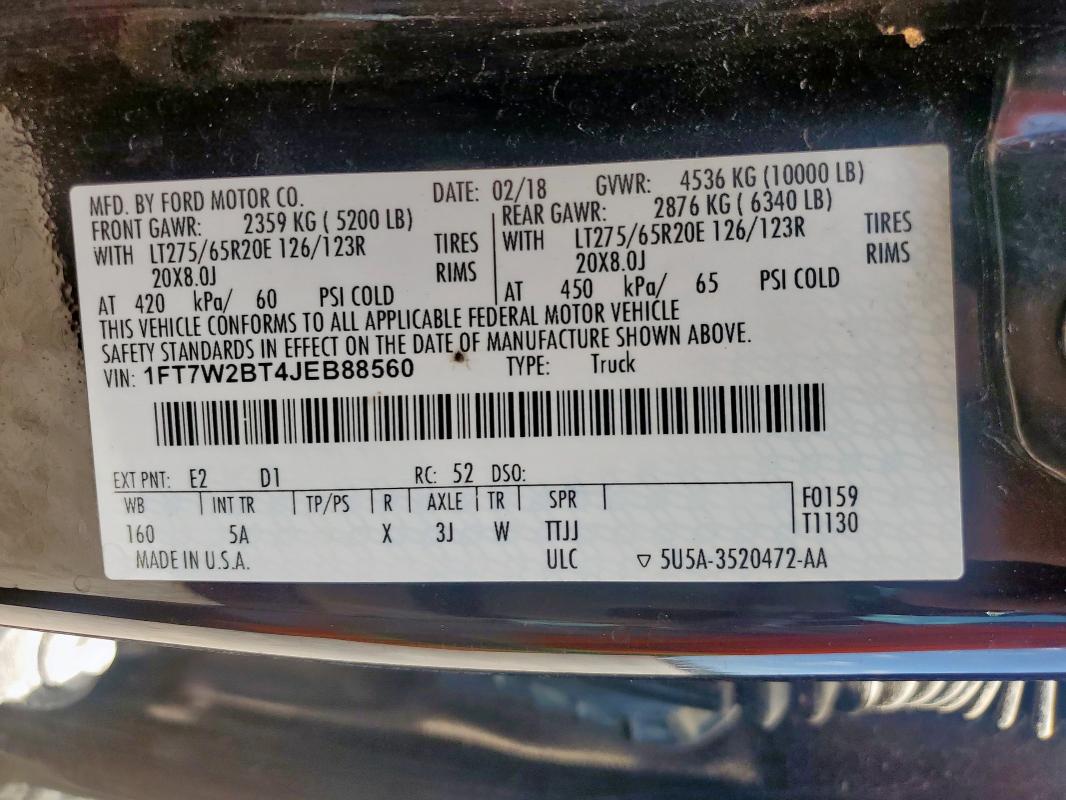 MFD. BY FORD MOTOR CO. DATE: 02/18 GVWR: 4536 KG (10000 LB)
FRONT GAWR: 2359 KG ( 5200 LB) REAR GAWR: 2876 KG ( 6340 LB)
WITH LT275/65R20E 126/123R TIRES WITH LT275/65R20E 126/123R TIRES
20X8.0J RIMS 20X8.0J RIMS
AT 420 kPa/ 60 PSI COLD AT 450 kPa/ 65 PSI COLD
THIS VEHICLE CONFORMS TO ALL APPLICABLE FEDERAL MOTOR VEHICLE
SAFETY STANDARDS IN EFFECT ON THE DATE OF MANUFACTURE SHOWN ABOVE.
VIN: 1FT7W2BT4JEB88560 TYPE: Truck
EXT PNT: E2 D1 RC: 52 DSO:
WB INT TR TP/PS R AXLE TR SPR F0159
160 5A X 3J W TTJJ T1130
MADE IN U.S.A. ULC ▽ 5U5A-3520472-AA